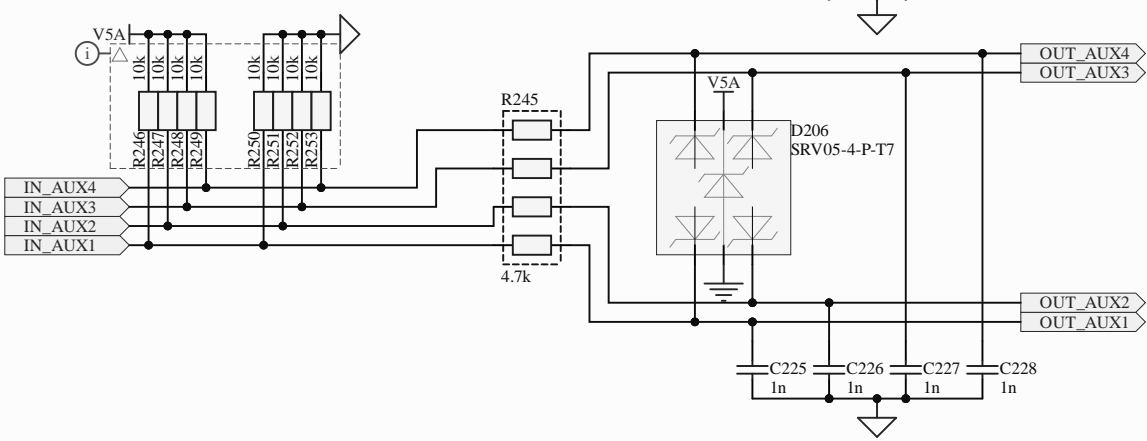 V5A
i
10k
10k
10k
10k
10k
10k
10k
10k
R246
R247
R248
R249
R250
R251
R252
R253
IN_AUX4
IN_AUX3
IN_AUX2
IN_AUX1
R245
4.7k
V5A
D206
SRV05-4-P-T7
OUT_AUX4
OUT_AUX3
OUT_AUX2
OUT_AUX1
C225
1n
C226
1n
C227
1n
C228
1n